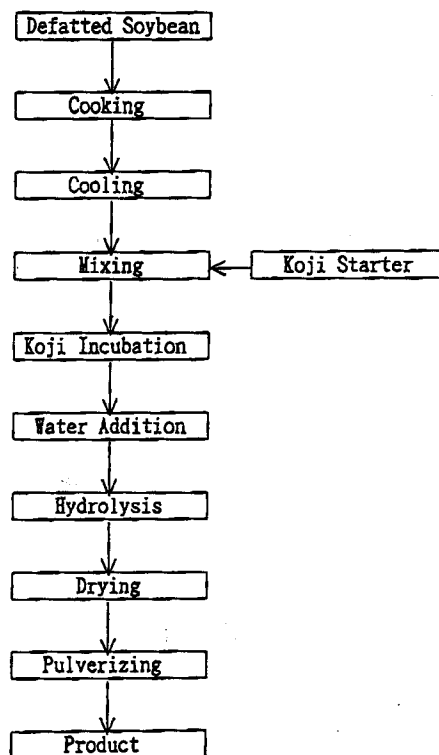 Defatted Soybean
Cooking
Cooling
Mixing
Koji Starter
Koji Incubation
Water Addition
Hydrolysis
Drying
Pulverizing
Product